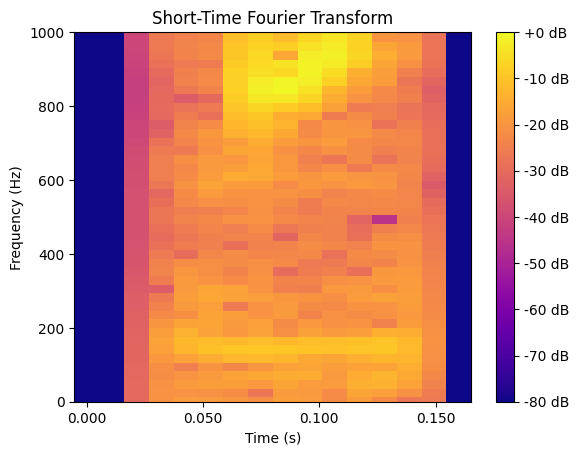 Short-Time Fourier Transform
1000
800
600
400
200
0
Frequency (Hz)
0.000
0.050
0.100
0.150
Time (s)
+0 dB
-10 dB
-20 dB
-30 dB
-40 dB
-50 dB
-60 dB
-70 dB
-80 dB